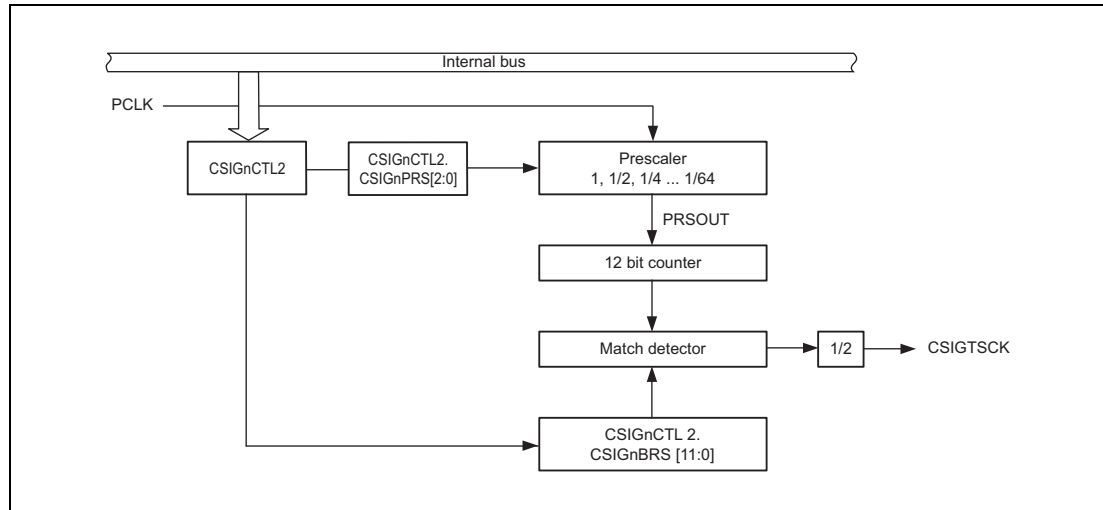 Internal bus
PCLK
CSIGnCTL2
CSIGnCTL2.
CSIGnPRS[2:0]
Prescaler
1, 1/2, 1/4 ... 1/64
PRSOUT
12 bit counter
Match detector
1/2
CSIGTSCK
CSIGnCTL 2.
CSIGnBRS [11:0]